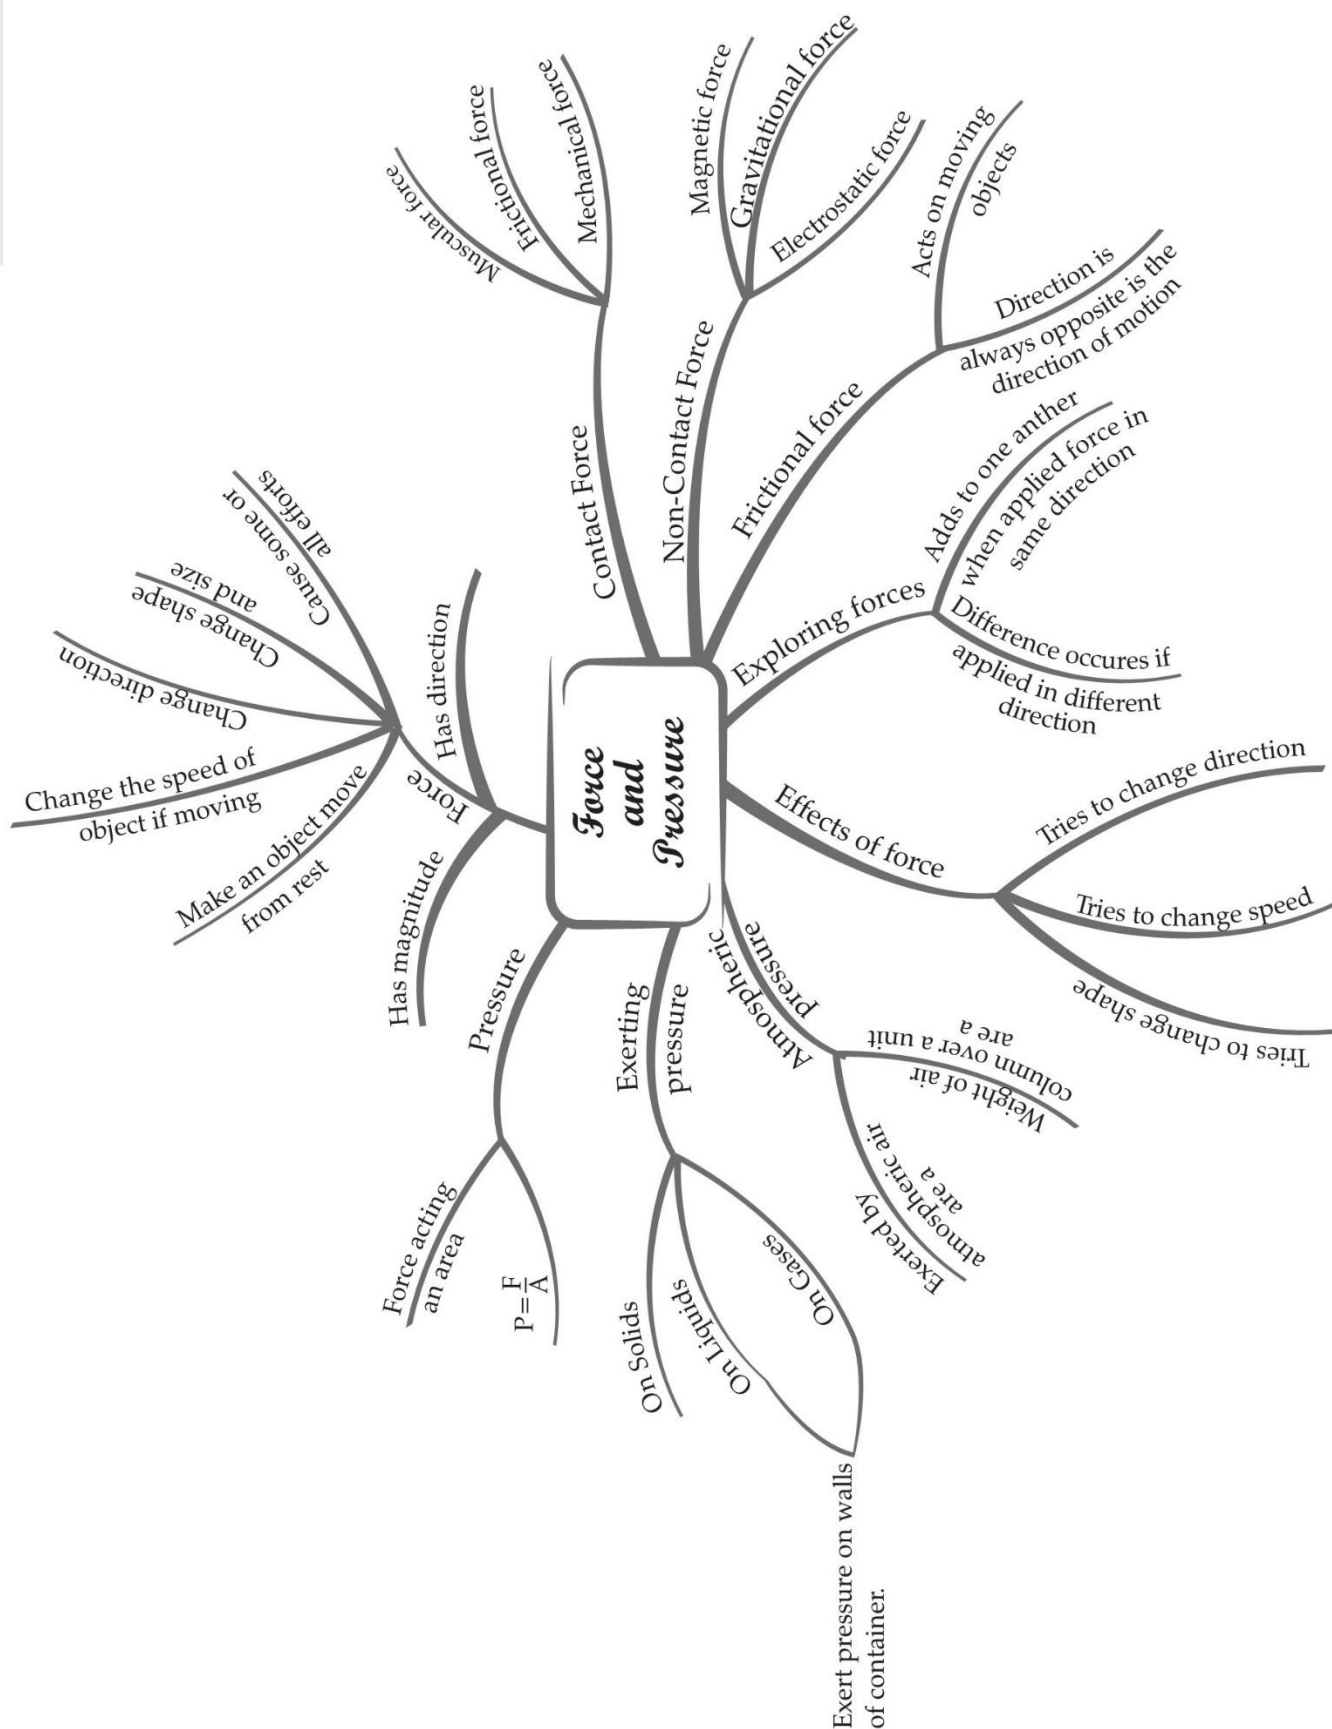 Force
and
Pressure
Force
Has magnitude
Has direction
Make an object move
from rest
Change the speed of
object if moving
Change direction
Change shape
and size
Cause some or
all efforts
Contact Force
Muscular force
Frictional force
Mechanical force
Non-Contact Force
Magnetic force
Gravitational force
Electrostatic force
Frictional force
Acts on moving
objects
Direction is
always opposite is the
direction of motion
Exploring forces
Adds to one anther
when applied force in
same direction
Difference occures if
applied in different
direction
Effects of force
Tries to change direction
Tries to change speed
Tries to change shape
Atmospheric
pressure
Weight of air
column over a unit
are a
Exerted by
atmospheric air
are a
Exerting
pressure
On Solids
On Liquids
On Gases
Exert pressure on walls
of container.
Pressure
Force acting
an area
P=F/A